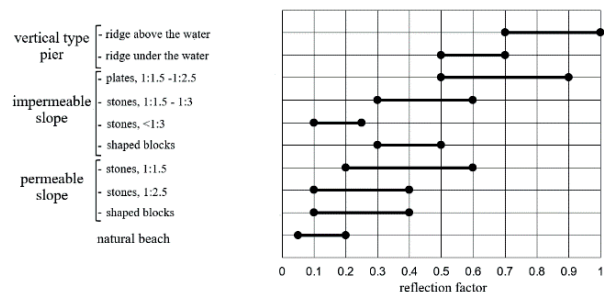 vertical type
pier
- ridge above the water
- ridge under the water
impermeable
slope
- plates, 1:1.5 -1:2.5
- stones, 1:1.5 - 1:3
- stones, <1:3
- shaped blocks
permeable
slope
- stones, 1:1.5
- stones, 1:2.5
- shaped blocks
natural beach
0 0.1 0.2 0.3 0.4 0.5 0.6 0.7 0.8 0.9 1
reflection factor